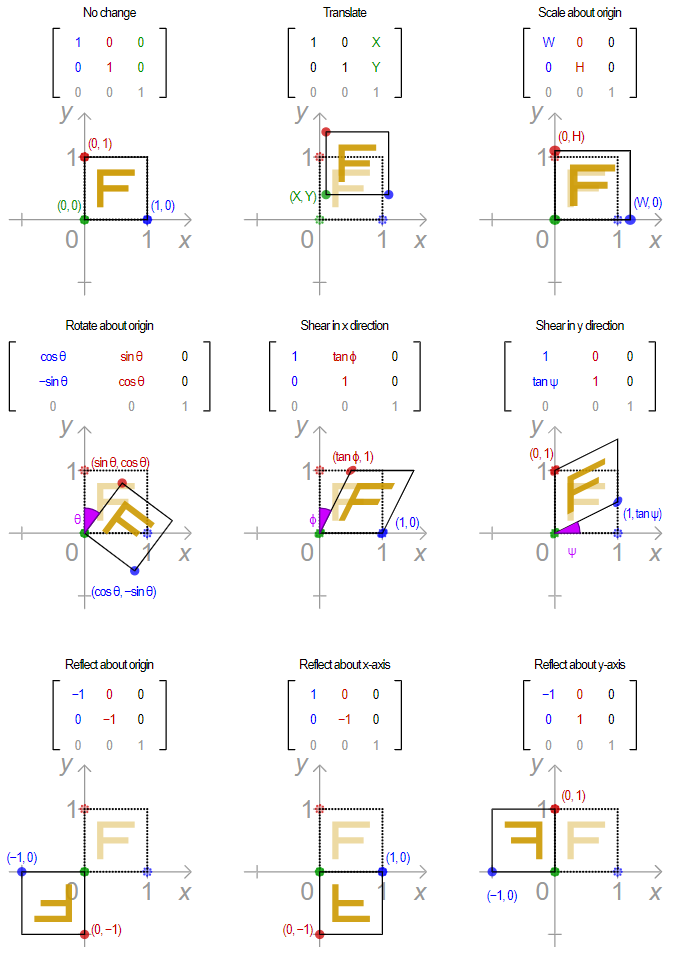 No change
Translate
Scale about origin
1 0 0
0 1 0
0 0 1
1 0 X
0 1 Y
0 0 1
W 0 0
0 H 0
0 0 1
y
(0, 1)
1
F
(0, 0)
(1, 0)
0
1
x
y
1
F
F
(X, Y)
0
1
x
y
(0, H)
1
F
F
(W, 0)
0
1
x
Rotate about origin
Shear in x direction
Shear in y direction
cos θ sin θ 0
−sin θ cos θ 0
0 0 1
1 tan ϕ 0
0 1 0
0 0 1
1 0 0
tan ψ 1 0
0 0 1
y
(sin θ, cos θ)
1
F
F
θ
0
1
x
(cos θ, −sin θ)
y
(tan ϕ, 1)
1
F
F
ϕ
(1, 0)
0
1
x
y
(0, 1)
1
F
F
(1, tan ψ)
0
ψ
1
x
Reflect about origin
Reflect about x-axis
Reflect about y-axis
−1 0 0
0 −1 0
0 0 1
1 0 0
0 −1 0
0 0 1
−1 0 0
0 1 0
0 0 1
y
1
F
(−1, 0)
0
1
x
F
(0, −1)
y
1
F
(1, 0)
0
1
x
F
(0, −1)
y
(0, 1)
1
F
F
(−1, 0)
0
1
x